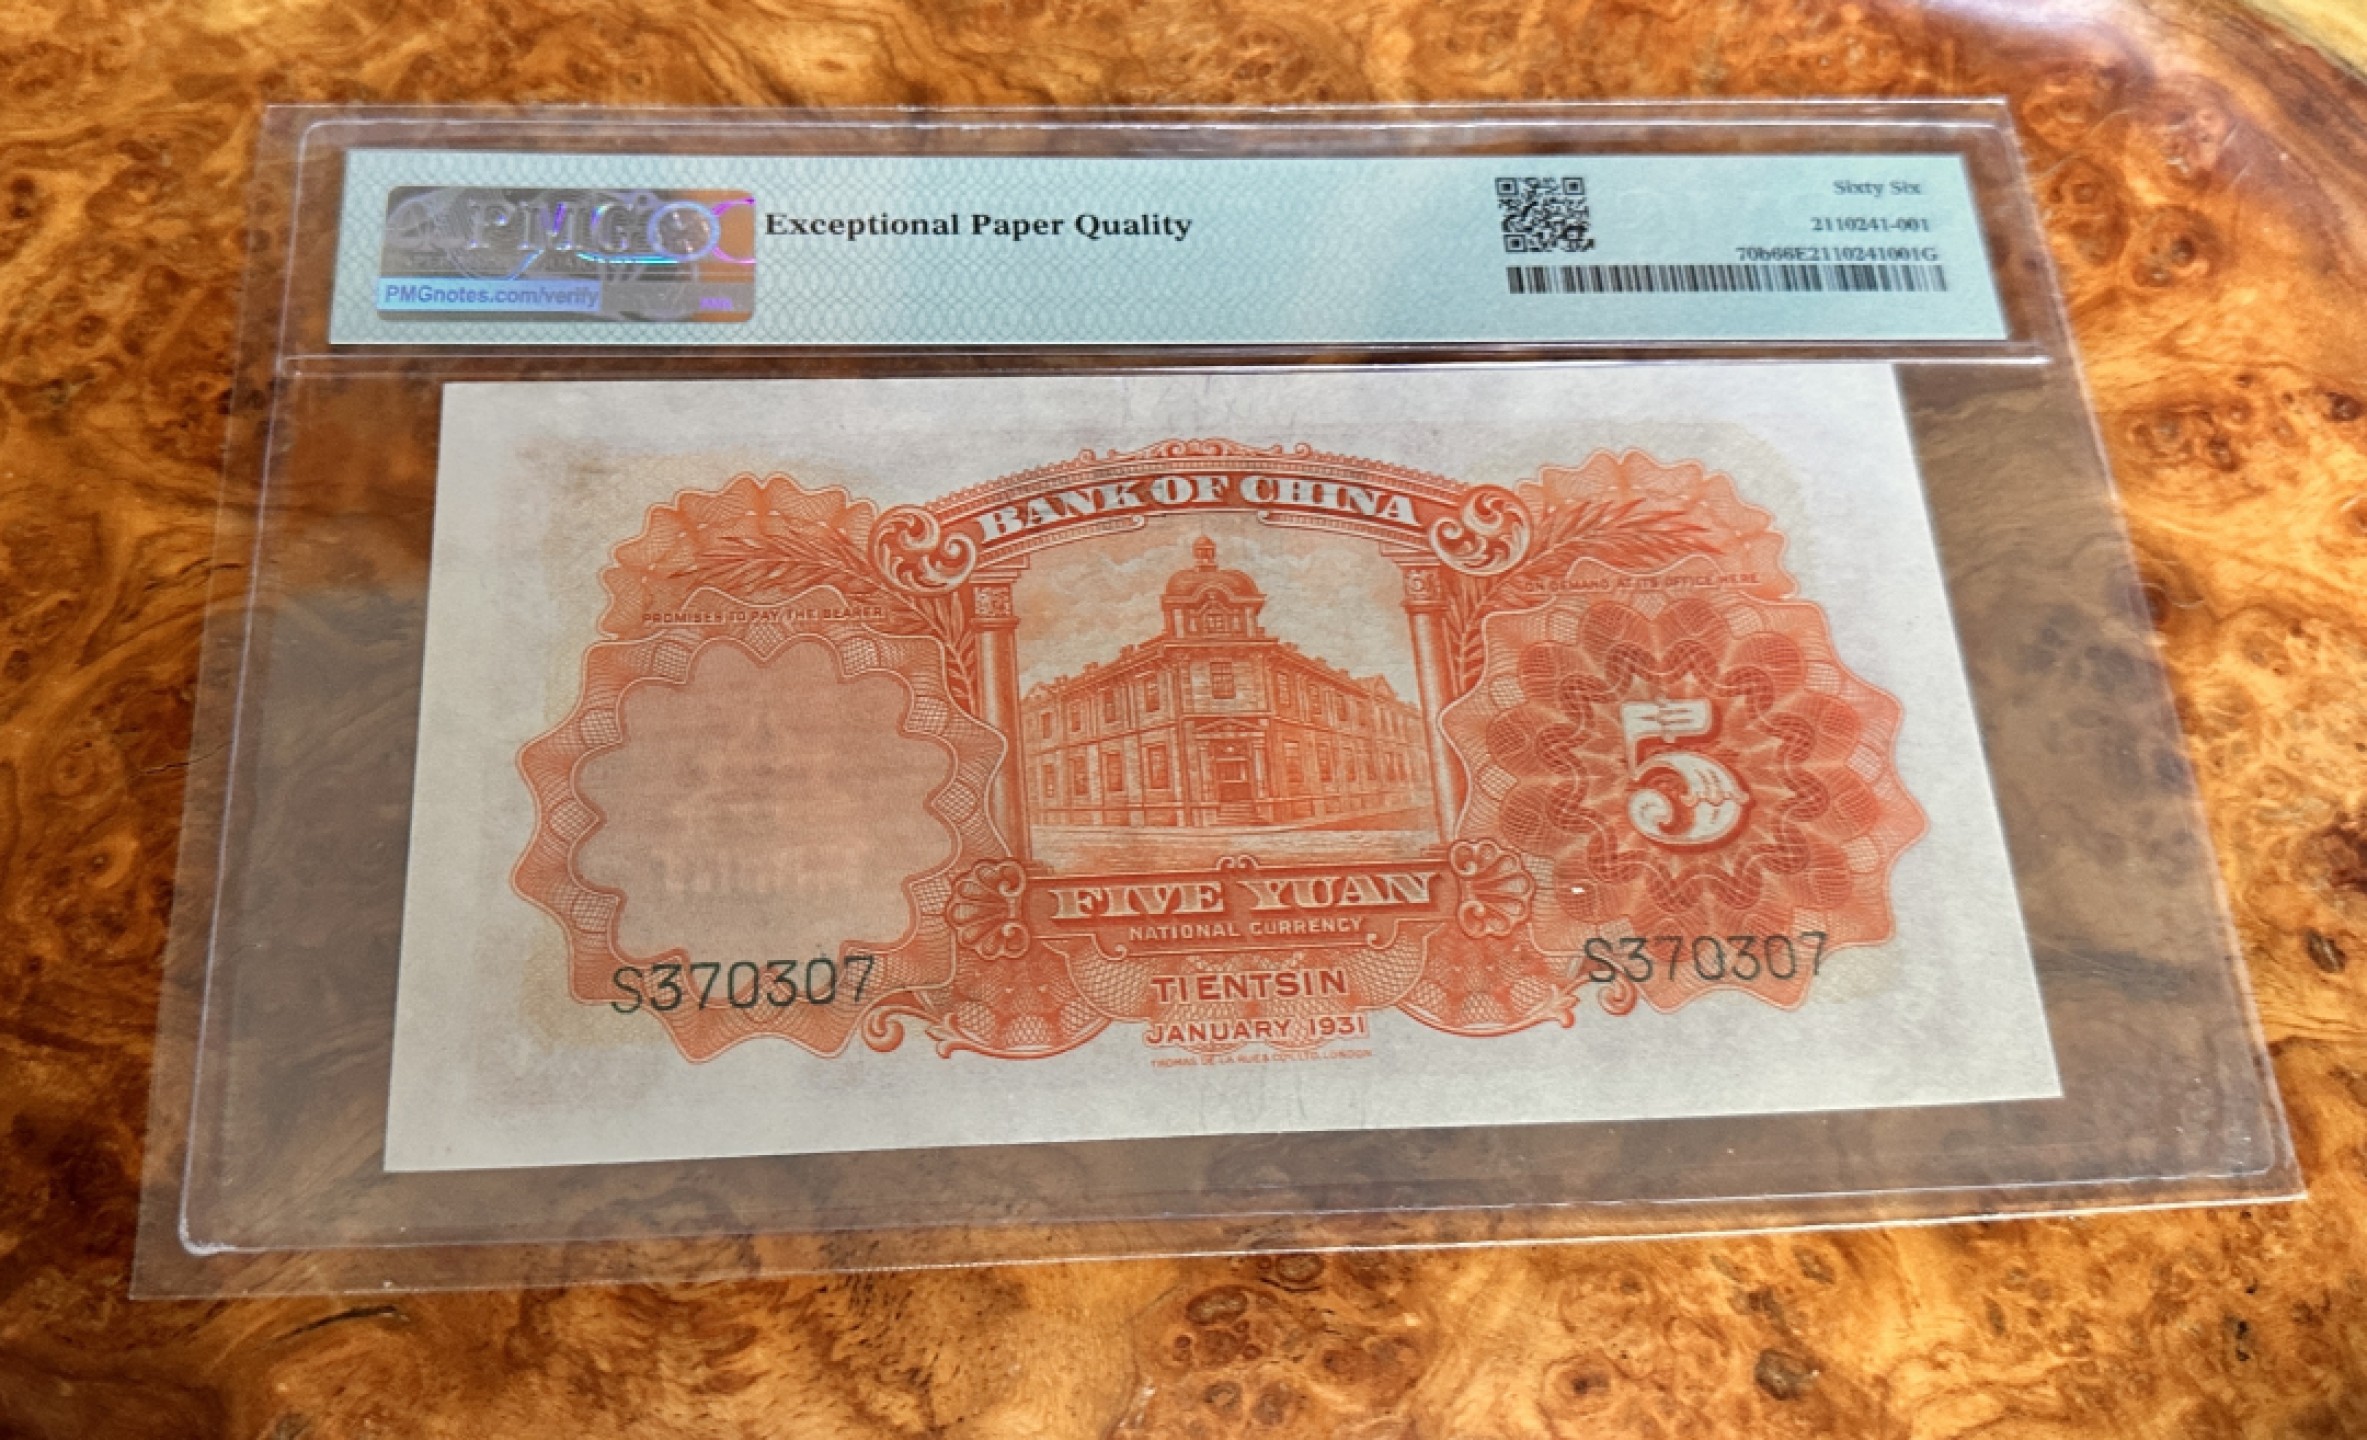 PMG
PMGnotes.com/verify
Exceptional Paper Quality
Sixty Six
2110241-001
70b66E2110241001G
BANK OF CHINA
PROMISES TO PAY THE BEARER
ON DEMAND AT ITS OFFICE HERE
5
FIVE YUAN
NATIONAL CURRENCY
S370307
S370307
TIENTSIN
JANUARY 1931
THOMAS DE LA RUE & CO. LTD. LONDON